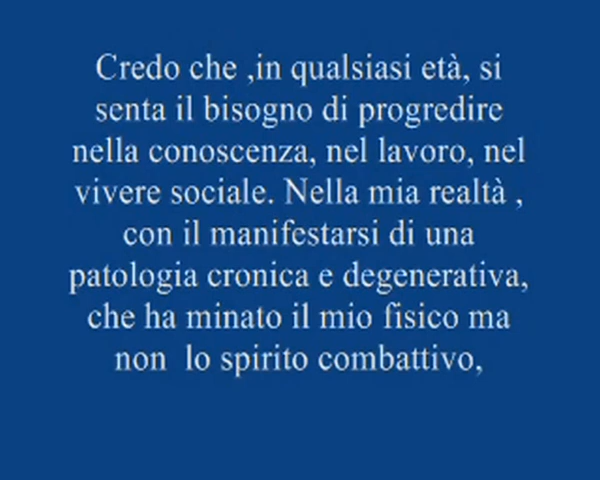 Credo che ,in qualsiasi età, si
senta il bisogno di progredire
nella conoscenza, nel lavoro, nel
vivere sociale. Nella mia realtà ,
con il manifestarsi di una
patologia cronica e degenerativa,
che ha minato il mio fisico ma
non  lo spirito combattivo,